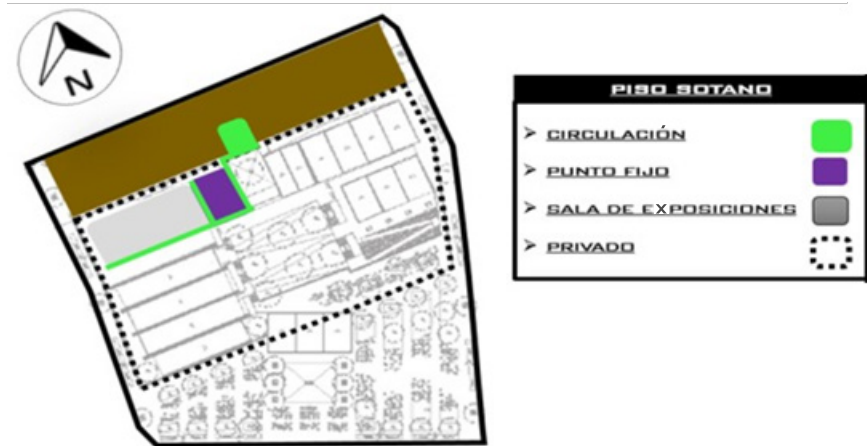 N
PISO SOTANO
➤ CIRCULACIÓN
➤ PUNTO FIJO
➤ SALA DE EXPOSICIONES
➤ PRIVADO